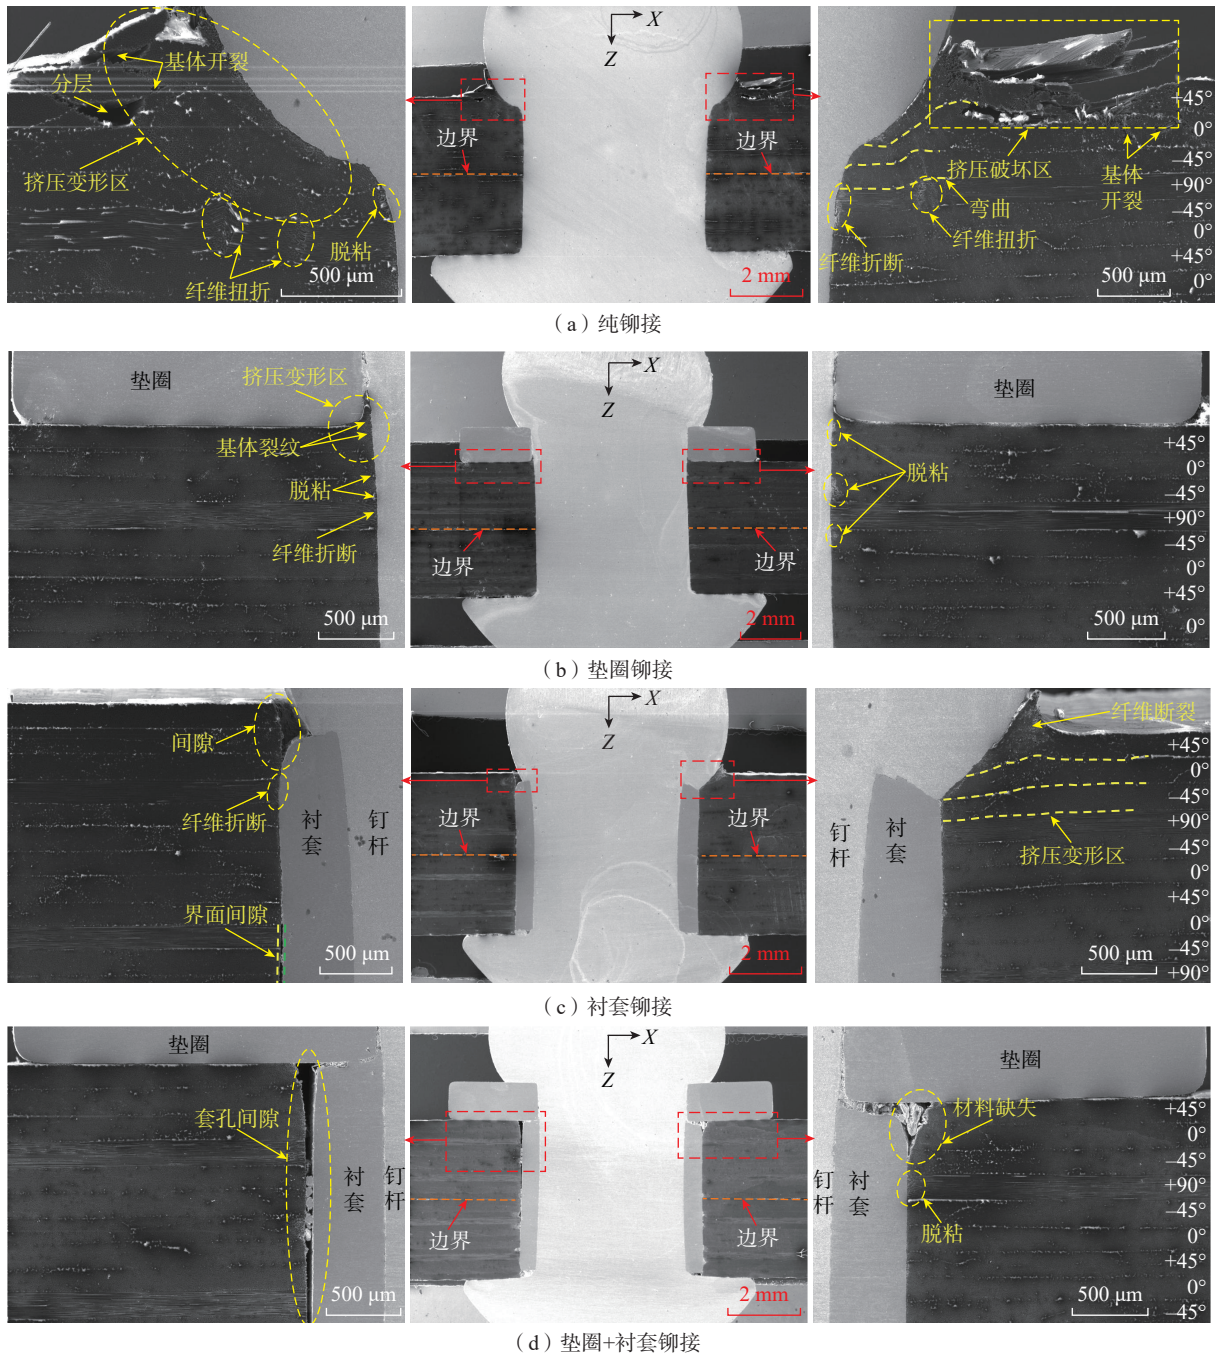 基体开裂
分层
挤压变形区
脱粘
纤维扭折
500 μm
X
Z
边界
边界
2 mm
挤压破坏区
基体
开裂
弯曲
纤维扭折
纤维折断
500 μm
+45°
0°
–45°
+90°
–45°
0°
+45°
0°
(a) 纯铆接
垫圈
挤压变形区
基体裂纹
脱粘
纤维折断
500 μm
X
Z
边界
边界
2 mm
垫圈
脱粘
500 μm
+45°
0°
–45°
+90°
–45°
0°
+45°
0°
(b) 垫圈铆接
间隙
纤维折断
衬套
钉杆
界面间隙
500 μm
X
Z
边界
边界
2 mm
纤维断裂
钉杆
衬套
挤压变形区
500 μm
+45°
0°
–45°
+90°
–45°
0°
+45°
0°
–45°
+90°
(c) 衬套铆接
垫圈
套孔间隙
衬套
钉杆
500 μm
X
Z
边界
边界
2 mm
垫圈
材料缺失
钉杆
衬套
脱粘
500 μm
+45°
0°
–45°
+90°
–45°
0°
+45°
0°
–45°
(d) 垫圈+衬套铆接